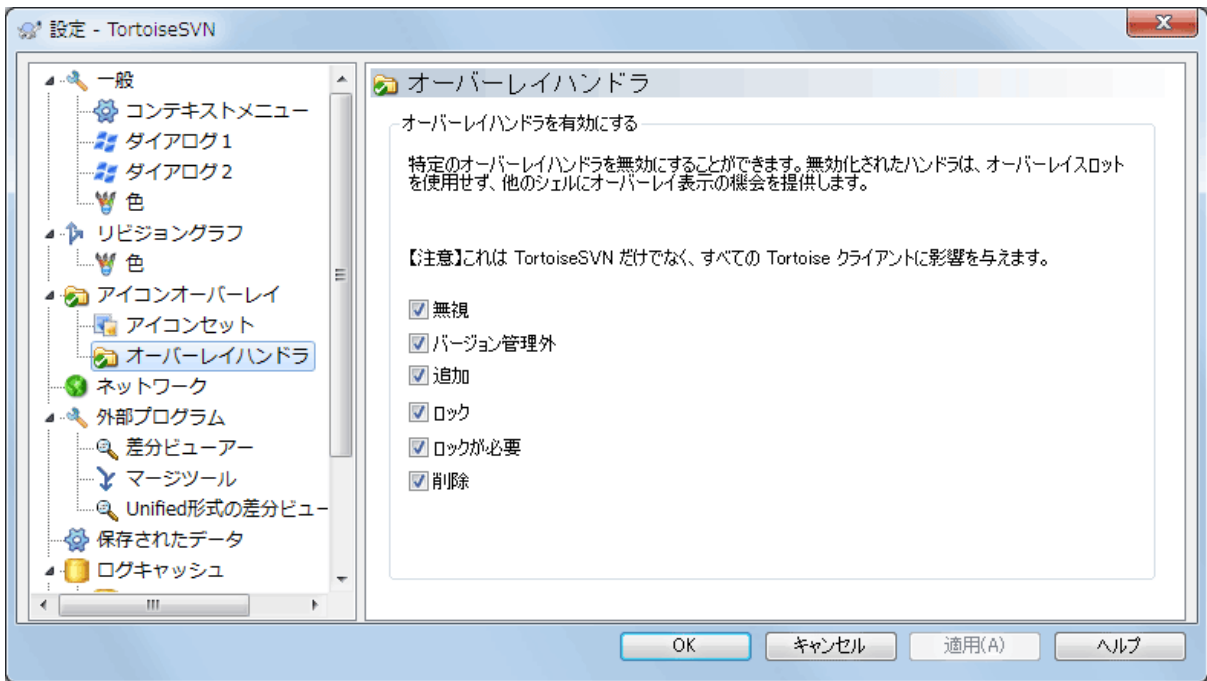 設定 - TortoiseSVN
一般
コンテキストメニュー
ダイアログ1
ダイアログ2
色
リビジョングラフ
色
アイコンオーバーレイ
アイコンセット
オーバーレイハンドラ
ネットワーク
外部プログラム
差分ビューアー
マージツール
Unified形式の差分ビュー
保存されたデータ
ログキャッシュ
オーバーレイハンドラ
オーバーレイハンドラを有効にする
特定のオーバーレイハンドラを無効にすることができます。無効化されたハンドラは、オーバーレイスロット
を使用せず、他のシェルにオーバーレイ表示の機会を提供します。
【注意】これは TortoiseSVN だけでなく、すべての Tortoise クライアントに影響を与えます。
無視
バージョン管理外
追加
ロック
ロックが必要
削除
OK
キャンセル
適用(A)
ヘルプ